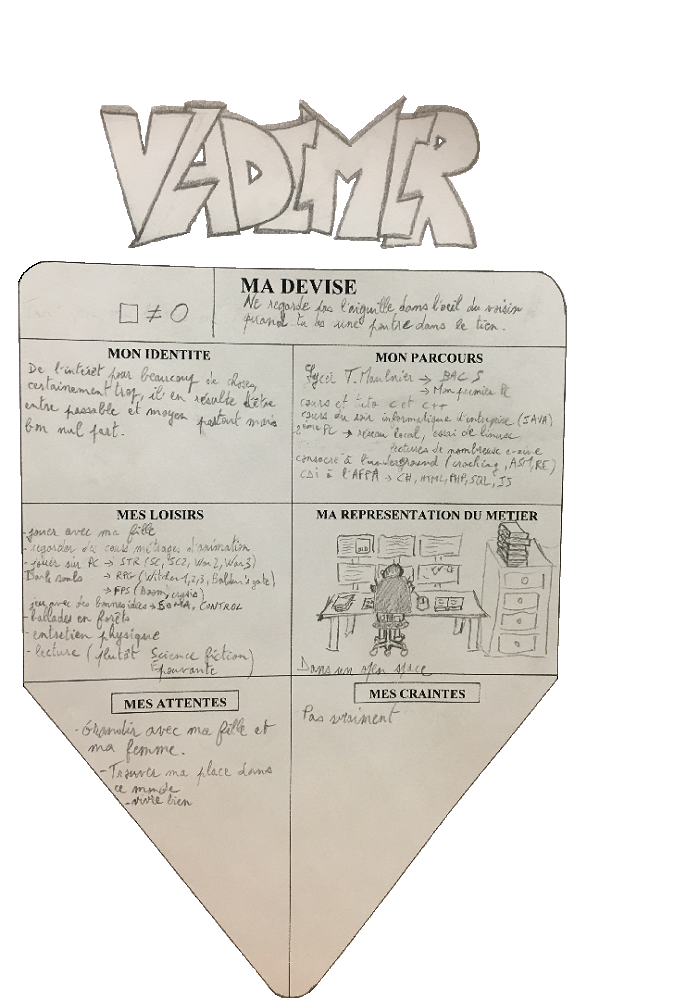 VLADIMIR
MA DEVISE
□ ≠ O
Ne regarde pas l'aiguille dans l'oeil du voisin
quand tu as une poutre dans le tien.
MON IDENTITE
De l'intérêt pour beaucoup de choses,
certainement trop, il en résulte d'être
entre passable et moyen partout mais
bon nul part.
MON PARCOURS
Lycée T. Maulnier → BAC S
→ Mon premier PC
cours et tuto C et C++
cours du soir informatique d'entreprise (JAVA)
2ème PC → réseau local, essai de linux
lectures de nombreux
consacré à l'underground (cracking, ASM, RE)
CDI à l'AFPA → C#, HTML, PHP, SQL, JS
MES LOISIRS
- jouer avec ma fille
- regarder des court métrages d'animation
- jouer sur PC → STR (SC, SC2, War2, War3)
Dark souls → RPG (Witcher 1,2,3, Baldur's gate)
→ FPS (Doom, crysis)
jeux avec des bonnes idées → SOMA, CONTROL
- ballades en forêts
- entretien physique
- lecture (plutôt Science fiction)
Epouvante
MA REPRESENTATION DU METIER
Dans un open space
MES ATTENTES
- Grandir avec ma fille et
ma femme.
- Trouver ma place dans
ce monde
- vivre bien
MES CRAINTES
Pas vraiment